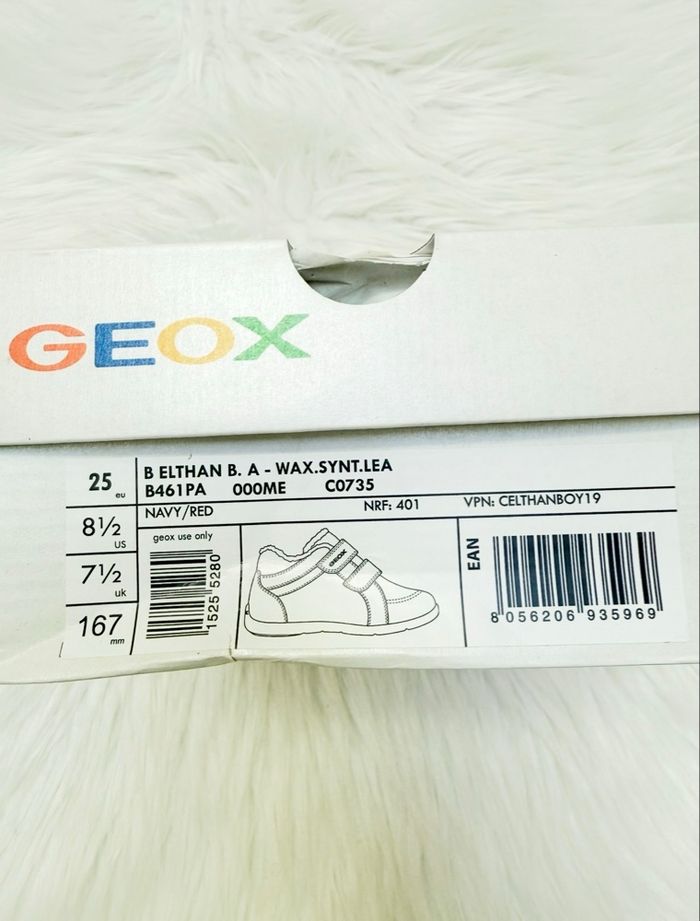 GEOX
25 eu
B ELTHAN B. A - WAX.SYNT.LEA
B461PA 000ME C0735
NAVY/RED NRF: 401 VPN: CELTHANBOY19
8½ US
7½ uk
167 mm
geox use only
1525 5280
GEOX
EAN
8 056206 935969